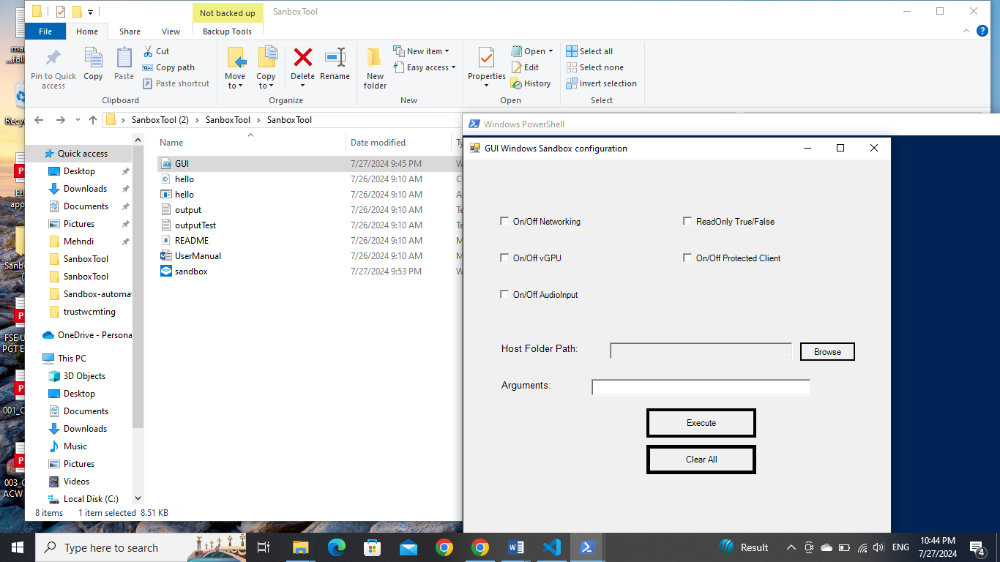 Not backed up
SanboxTool
File
Home
Share
View
Backup Tools
Pin to Quick access
Copy
Paste
Cut
Copy path
Paste shortcut
Clipboard
Move to
Copy to
Delete
Rename
Organize
New folder
New item
Easy access
New
Properties
Open
Edit
History
Open
Select all
Select none
Invert selection
Select
SanboxTool (2) > SanboxTool > SanboxTool
Name
Date modified
Quick access
Desktop
Downloads
Documents
Pictures
Mehndi
SanboxTool
SanboxTool
Sandbox-automat
trustwcmting
OneDrive - Persona
This PC
3D Objects
Desktop
Documents
Downloads
Music
Pictures
Videos
Local Disk (C:)
GUI 7/27/2024 9:45 PM
hello 7/26/2024 9:10 AM
hello 7/26/2024 9:10 AM
output 7/26/2024 9:10 AM
outputTest 7/26/2024 9:10 AM
README 7/26/2024 9:10 AM
UserManual 7/26/2024 9:10 AM
sandbox 7/27/2024 9:53 PM
8 items
1 item selected 8.51 KB
Windows PowerShell
GUI Windows Sandbox configuration
On/Off Networking
ReadOnly True/False
On/Off vGPU
On/Off Protected Client
On/Off AudioInput
Host Folder Path:
Browse
Arguments:
Execute
Clear All
Type here to search
Result
ENG
10:44 PM
7/27/2024
4